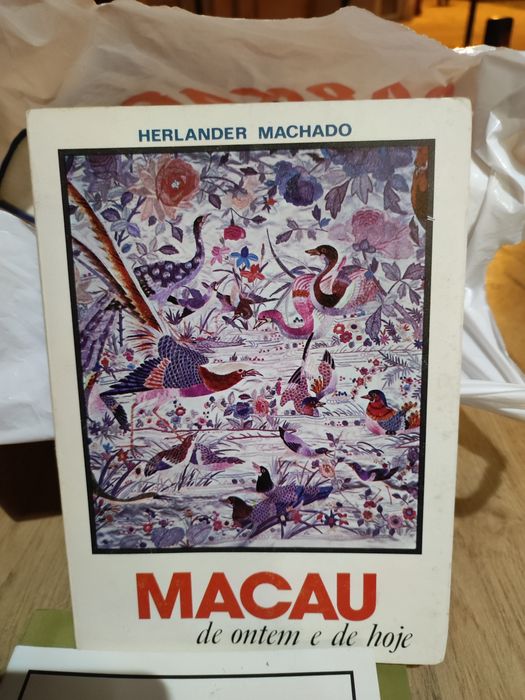 HERLANDER MACHADO
MACAU
de ontem e de hoje